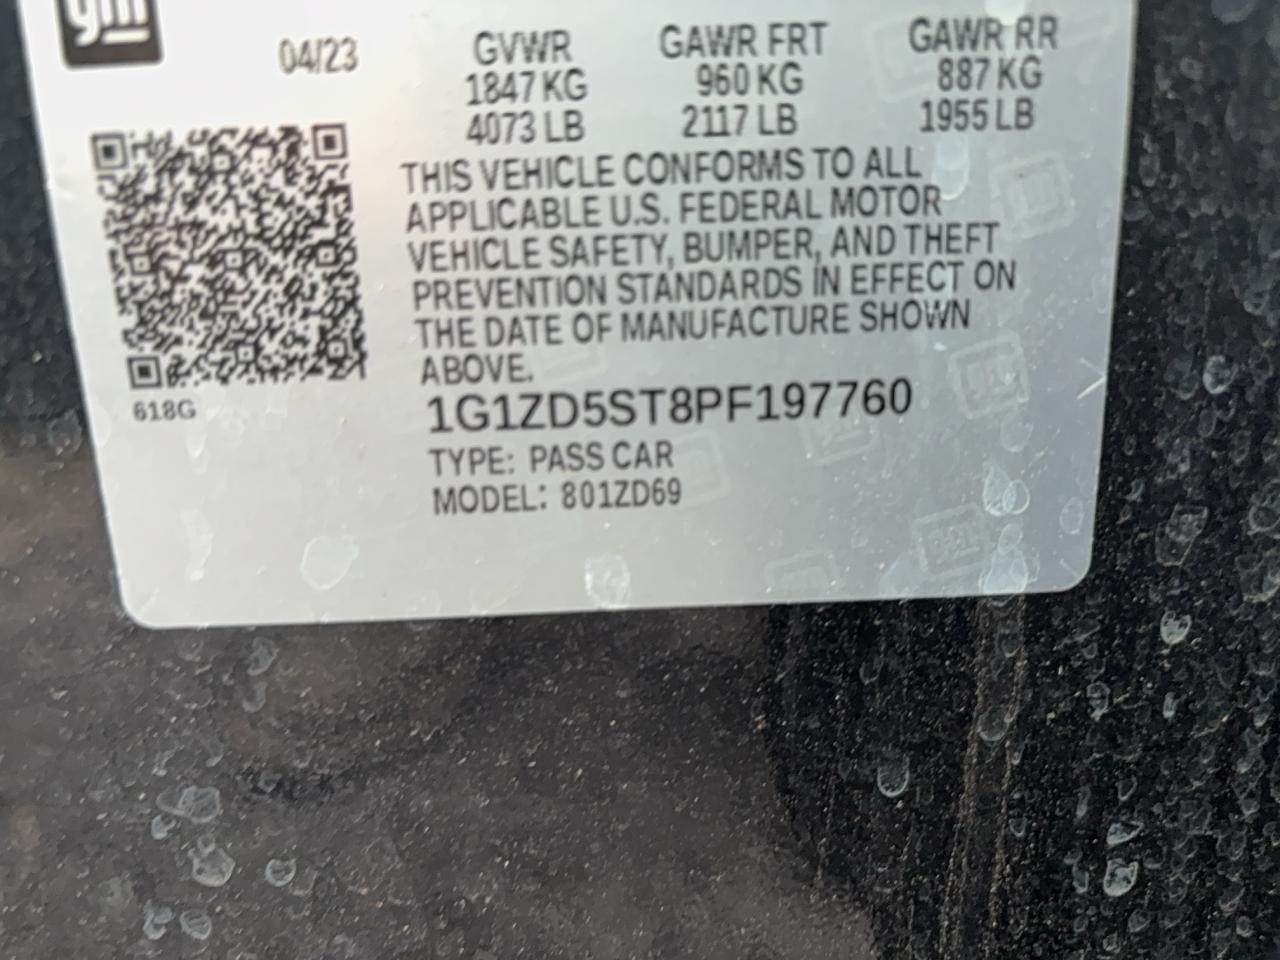 gm
04/23
GVWR GAWR FRT GAWR RR
1847 KG 960 KG 887 KG
4073 LB 2117 LB 1955 LB
THIS VEHICLE CONFORMS TO ALL
APPLICABLE U.S. FEDERAL MOTOR
VEHICLE SAFETY, BUMPER, AND THEFT
PREVENTION STANDARDS IN EFFECT ON
THE DATE OF MANUFACTURE SHOWN
ABOVE.
618G
1G1ZD5ST8PF197760
TYPE: PASS CAR
MODEL: 801ZD69